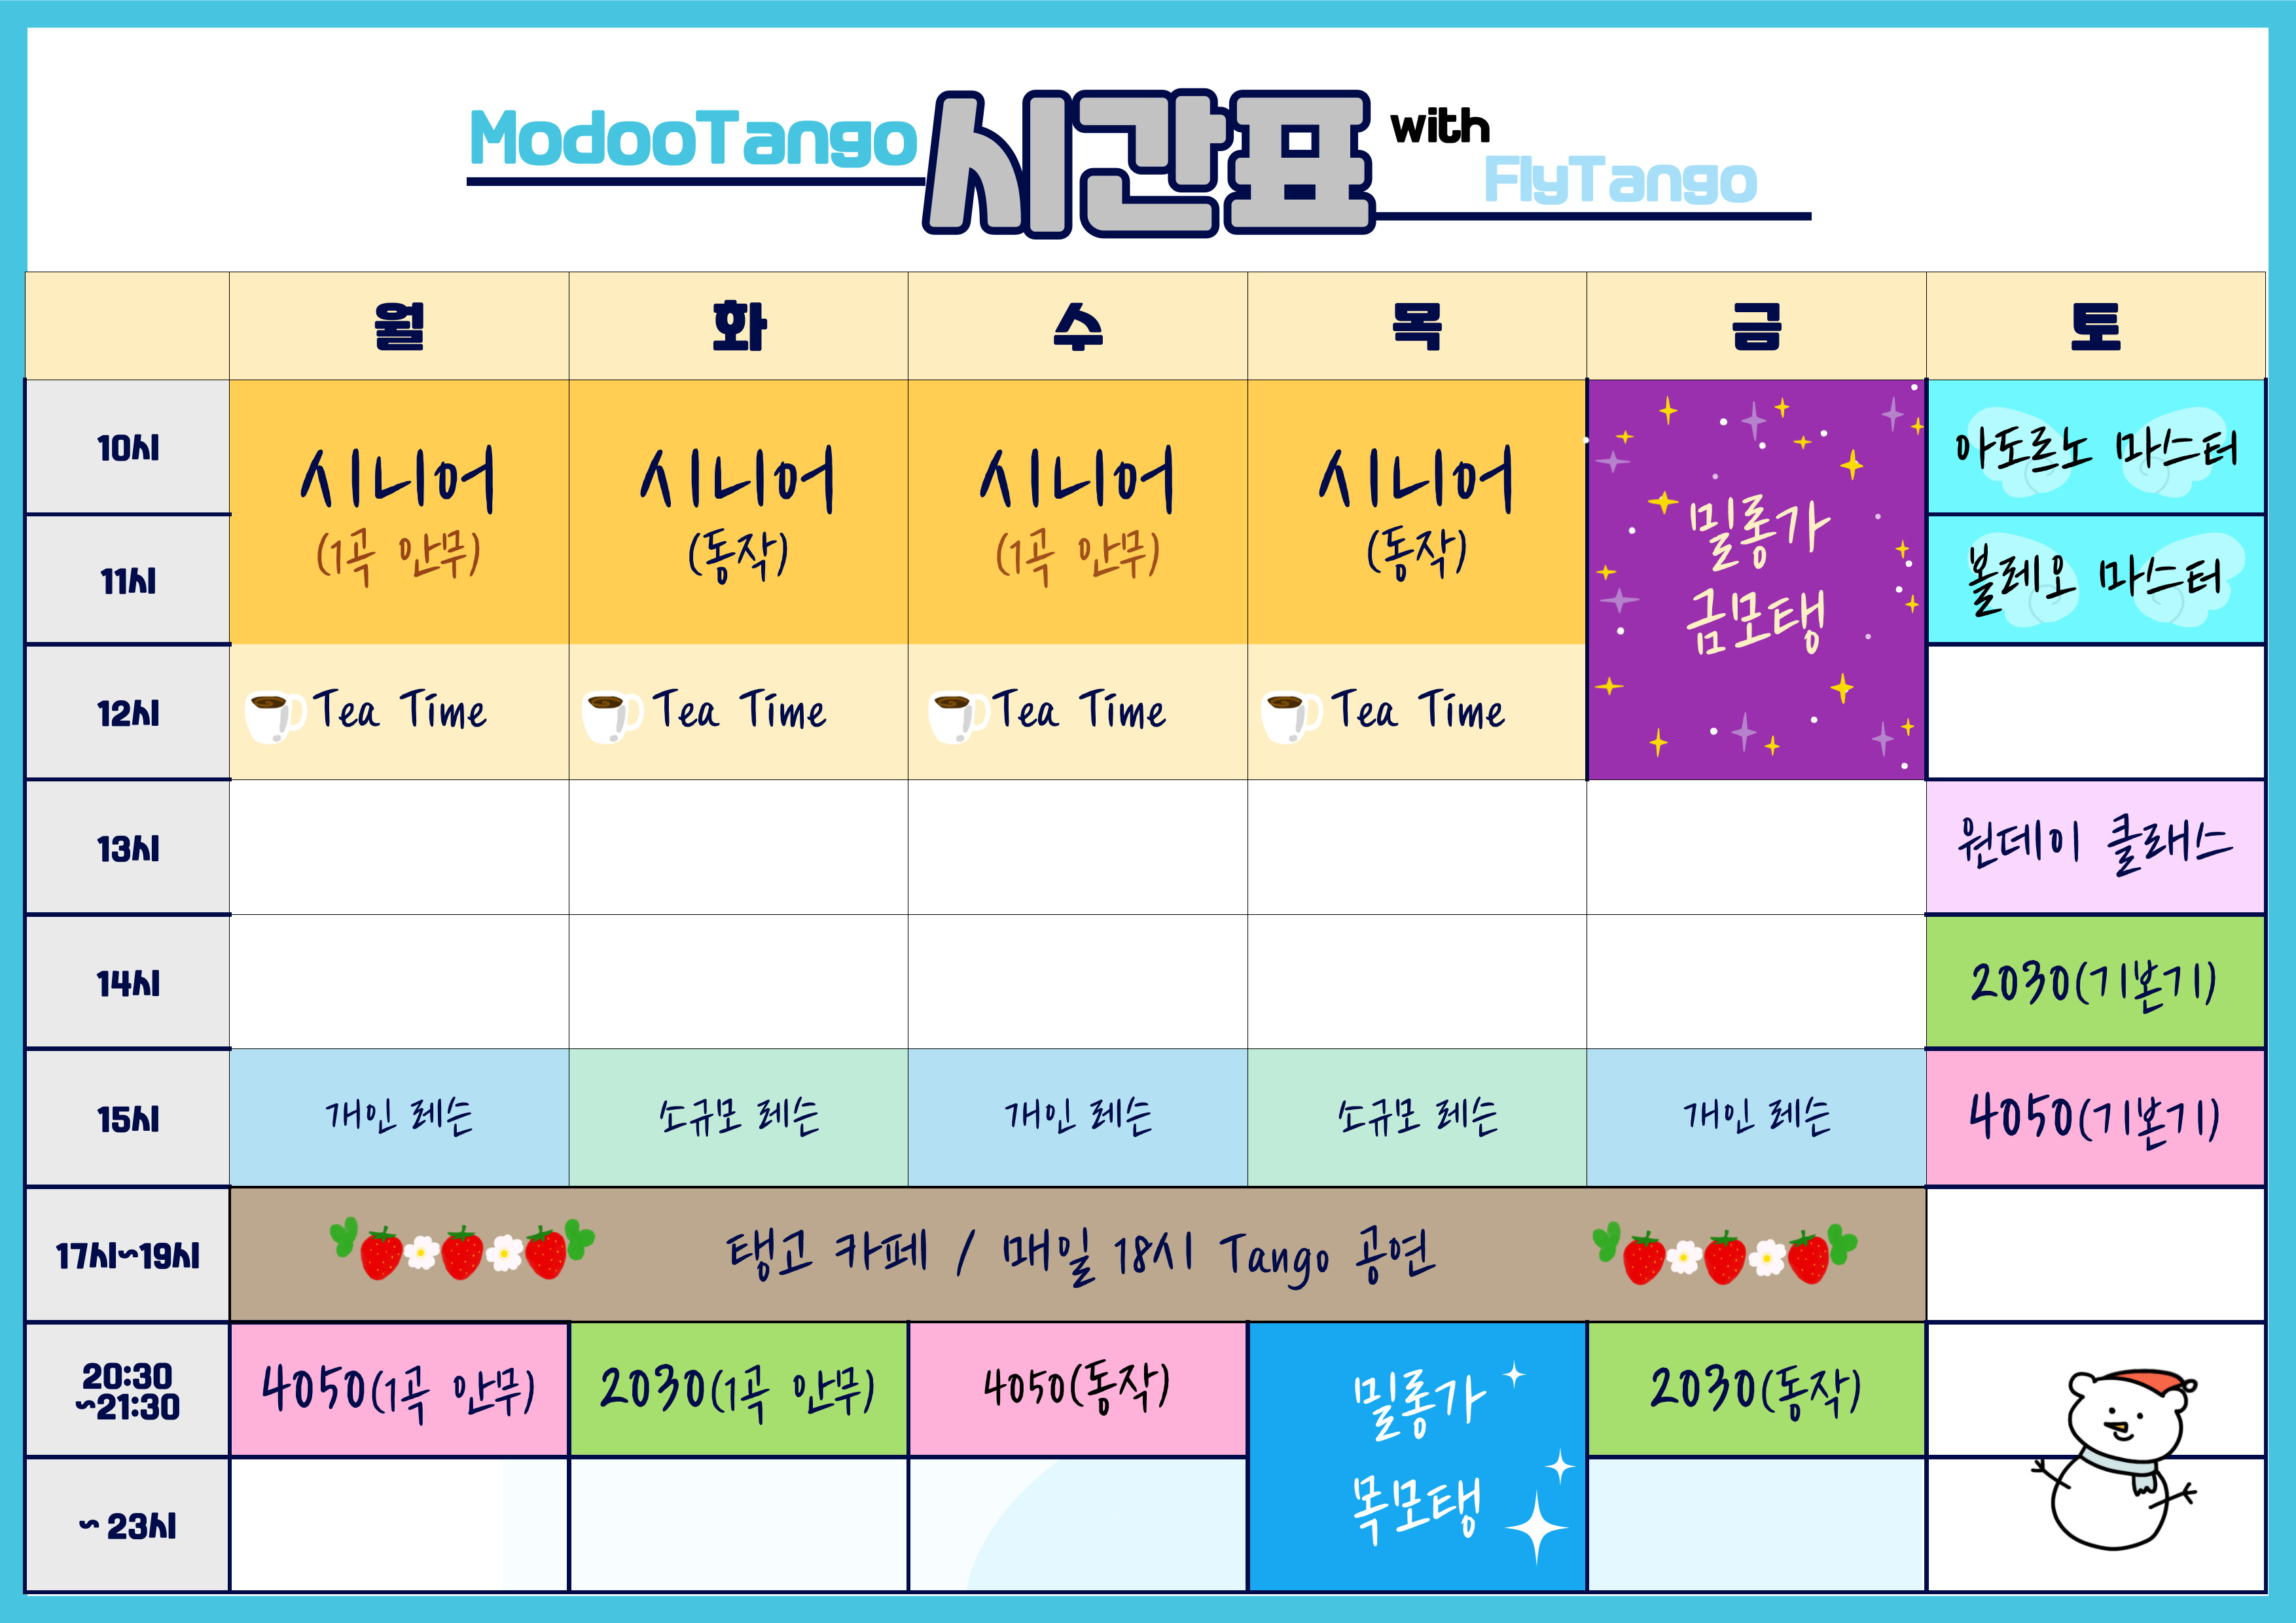 ModooTango 시간표 with FlyTango
월 화 수 목 금 토
10시
11시
시니어
(1곡 안무)
시니어
(동작)
시니어
(1곡 안무)
시니어
(동작)
밀롱가
금모탱
아도르노 마스터
볼레오 마스터
12시 Tea Time Tea Time Tea Time Tea Time
13시 원데이 클래스
14시 2030(기본기)
15시 개인 레슨 소규모 레슨 개인 레슨 소규모 레슨 개인 레슨 4050(기본기)
17시~19시 탱고 카페 / 매일 18시 Tango 공연
20:30
~21:30
4050(1곡 안무) 2030(1곡 안무) 4050(동작)
밀롱가
목모탱
2030(동작)
~ 23시